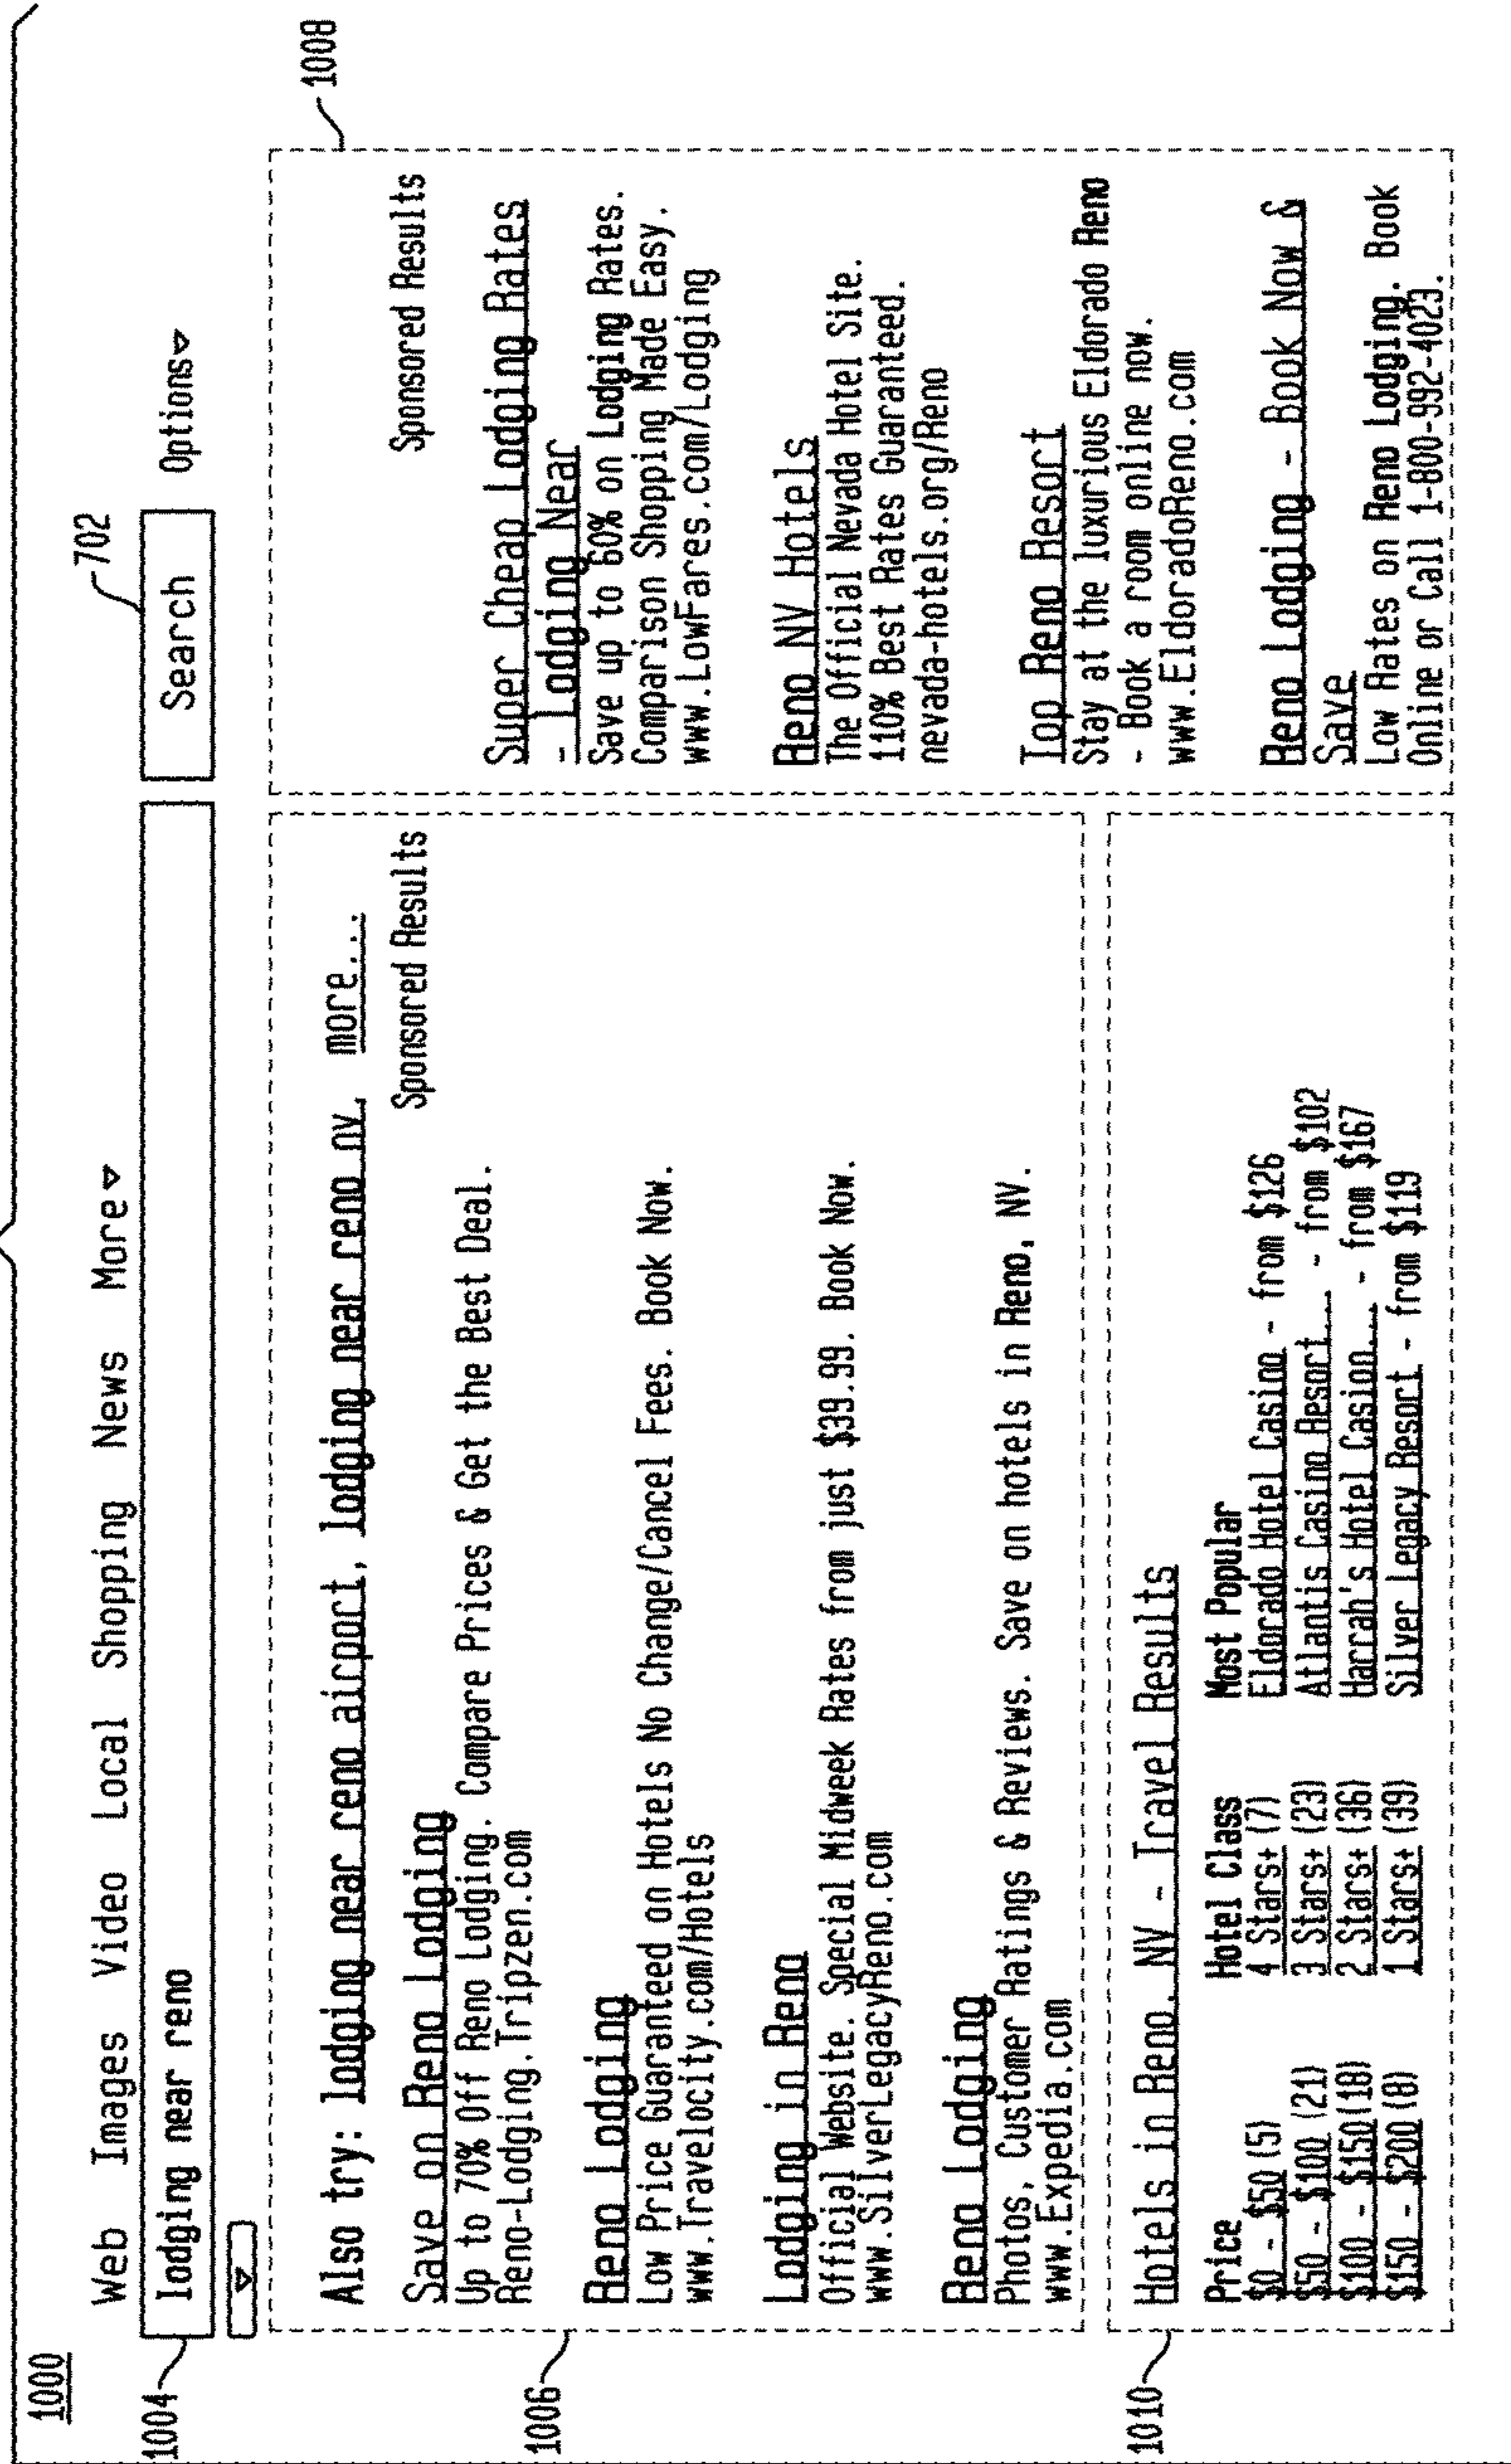 1000
Web Images Video Local Shopping News More
702
1004
lodging near reno
Search
Options
1006
Also try: lodging near reno airport, lodging near reno nv, more...
Sponsored Results
Save on Reno Lodging
Up to 70% Off Reno Lodging. Compare Prices & Get the Best Deal.
Reno-Lodging.Tripzen.com
Reno Lodging
Low Price Guaranteed on Hotels No Change/Cancel Fees. Book Now.
www.Travelocity.com/Hotels
Lodging in Reno
Official Website. Special Midweek Rates from just $39.99. Book Now.
www.SilverLegacyReno.com
Reno Lodging
Photos, Customer Ratings & Reviews. Save on hotels in Reno, NV.
www.Expedia.com
1008
Sponsored Results
Super Cheap Lodging Rates
- Lodging Near
Save up to 60% on Lodging Rates.
Comparison Shopping Made Easy.
www.LowFares.com/Lodging
Reno NV Hotels
The Official Nevada Hotel Site.
110% Best Rates Guaranteed.
nevada-hotels.org/Reno
Top Reno Resort
Stay at the luxurious Eldorado Reno
- Book a room online now.
www.EldoradoReno.com
Reno Lodging - Book Now &
Save
Low Rates on Reno Lodging. Book
Online or Call 1-800-992-4023.
1010
Hotels in Reno, NV - Travel Results
Price
$0 - $50 (5)
$50 - $100 (21)
$100 - $150 (18)
$150 - $200 (8)
Hotel Class
4 Stars+ (7)
3 Stars+ (23)
2 Stars+ (36)
1 Stars+ (39)
Most Popular
Eldorado Hotel Casino - from $126
Atlantis Casino Resort... - from $102
Harrah's Hotel Casion... - from $167
Silver Legacy Resort - from $119